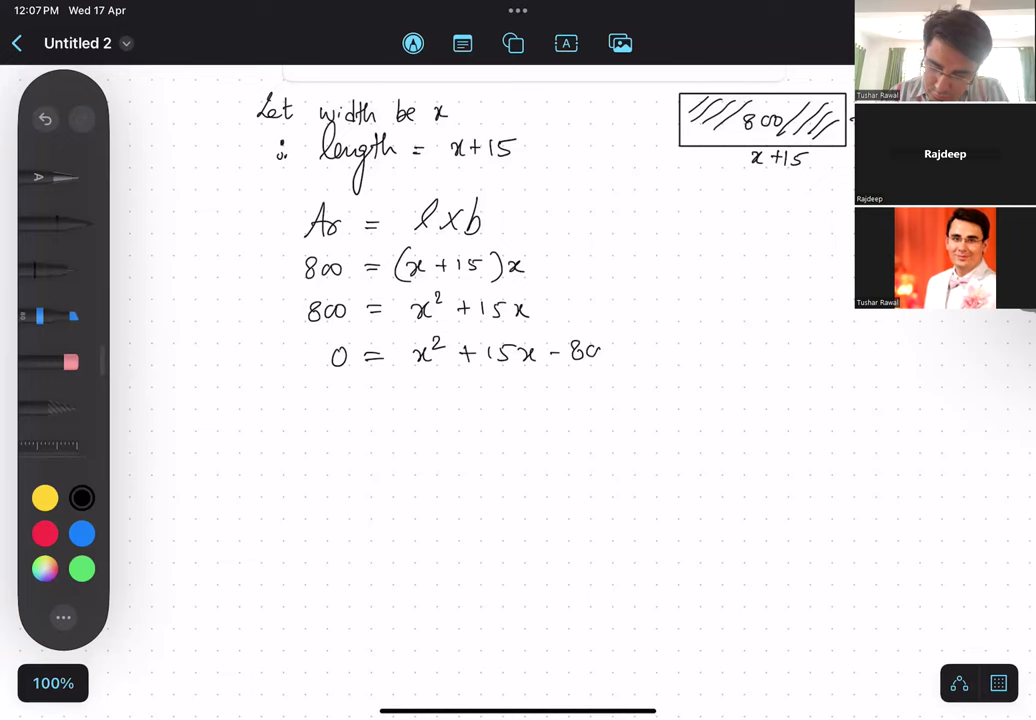 12:07 PM Wed 17 Apr
Untitled 2
A
Let width be x
∴ length = x+15
Ar = l × b
800 = (x + 15) x
800 = x² + 15x
0 = x² + 15x - 80
800
x +15
Tushar Rawal
Rajdeep
Rajdeep
Tushar Rawal
A
80
100%